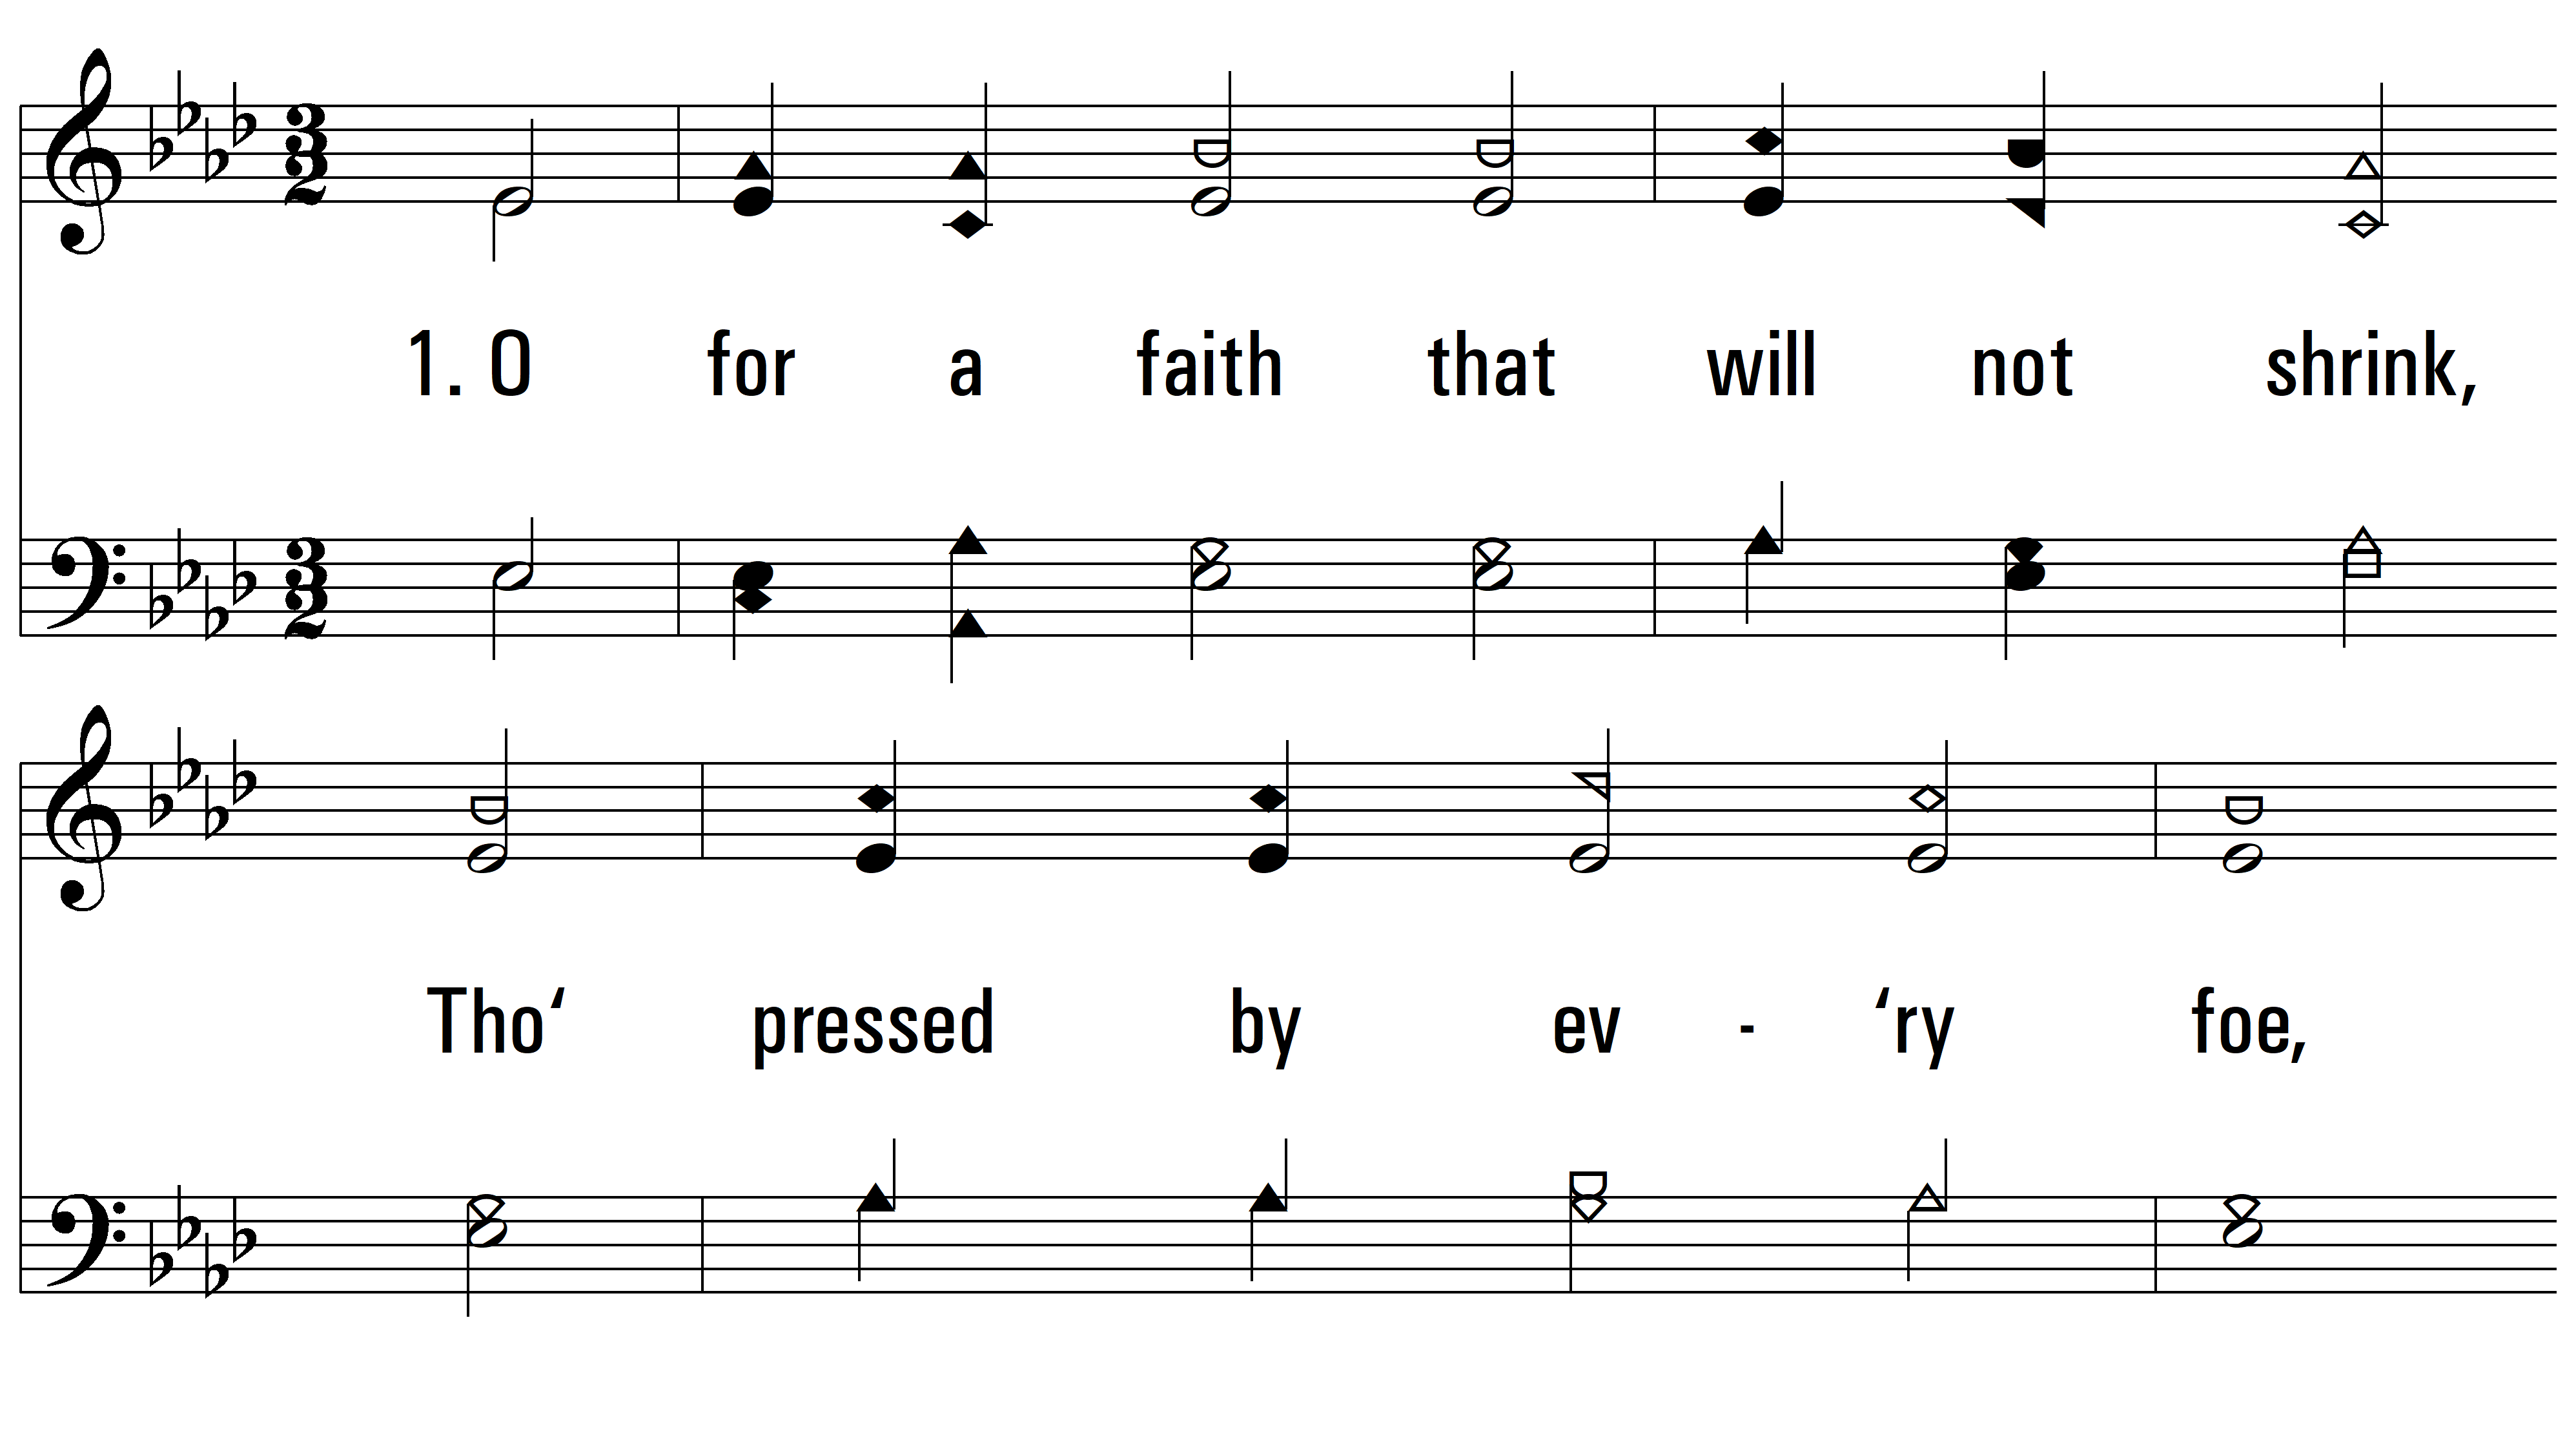 1. O for a faith that will not shrink,
Tho‘ pressed by ev - ‘ry foe,